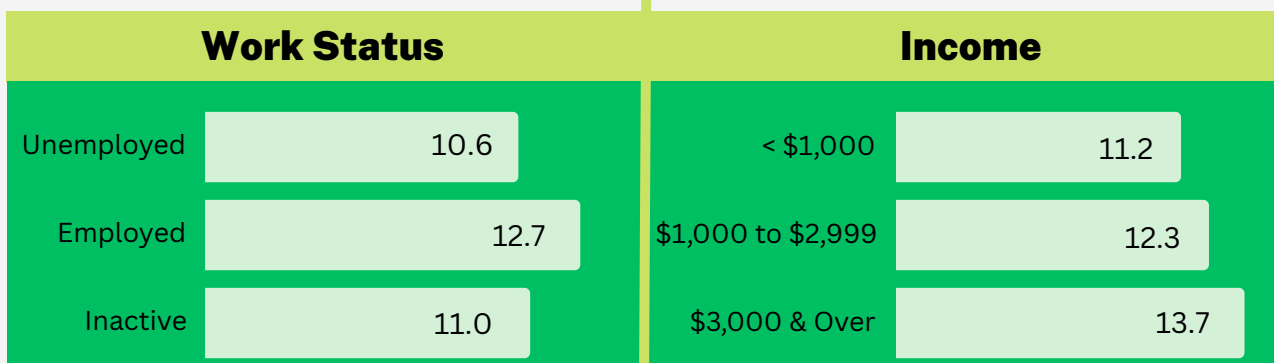 Work Status
Unemployed 10.6
Employed 12.7
Inactive 11.0
Income
< $1,000 11.2
$1,000 to $2,999 12.3
$3,000 & Over 13.7